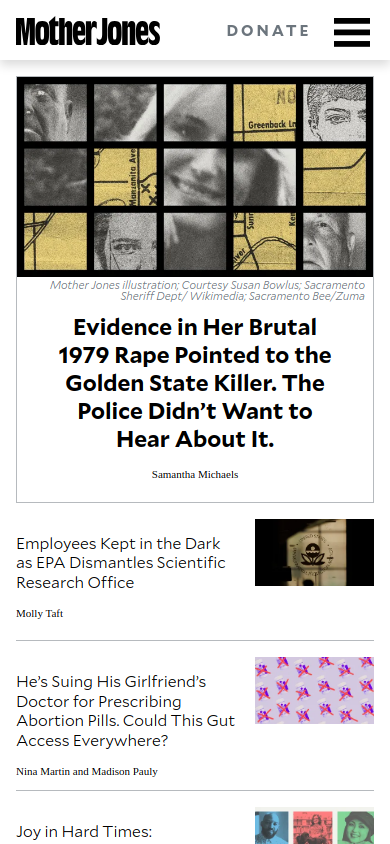 Mother Jones
DONATE
NO
Greenback Ln
Manzanita Ave
Mother Jones illustration; Courtesy Susan Bowlus; Sacramento
Sheriff Dept/ Wikimedia; Sacramento Bee/Zuma
Evidence in Her Brutal
1979 Rape Pointed to the
Golden State Killer. The
Police Didn’t Want to
Hear About It.
Samantha Michaels
Employees Kept in the Dark
as EPA Dismantles Scientific
Research Office
Molly Taft
He’s Suing His Girlfriend’s
Doctor for Prescribing
Abortion Pills. Could This Gut
Access Everywhere?
Nina Martin and Madison Pauly
Joy in Hard Times: